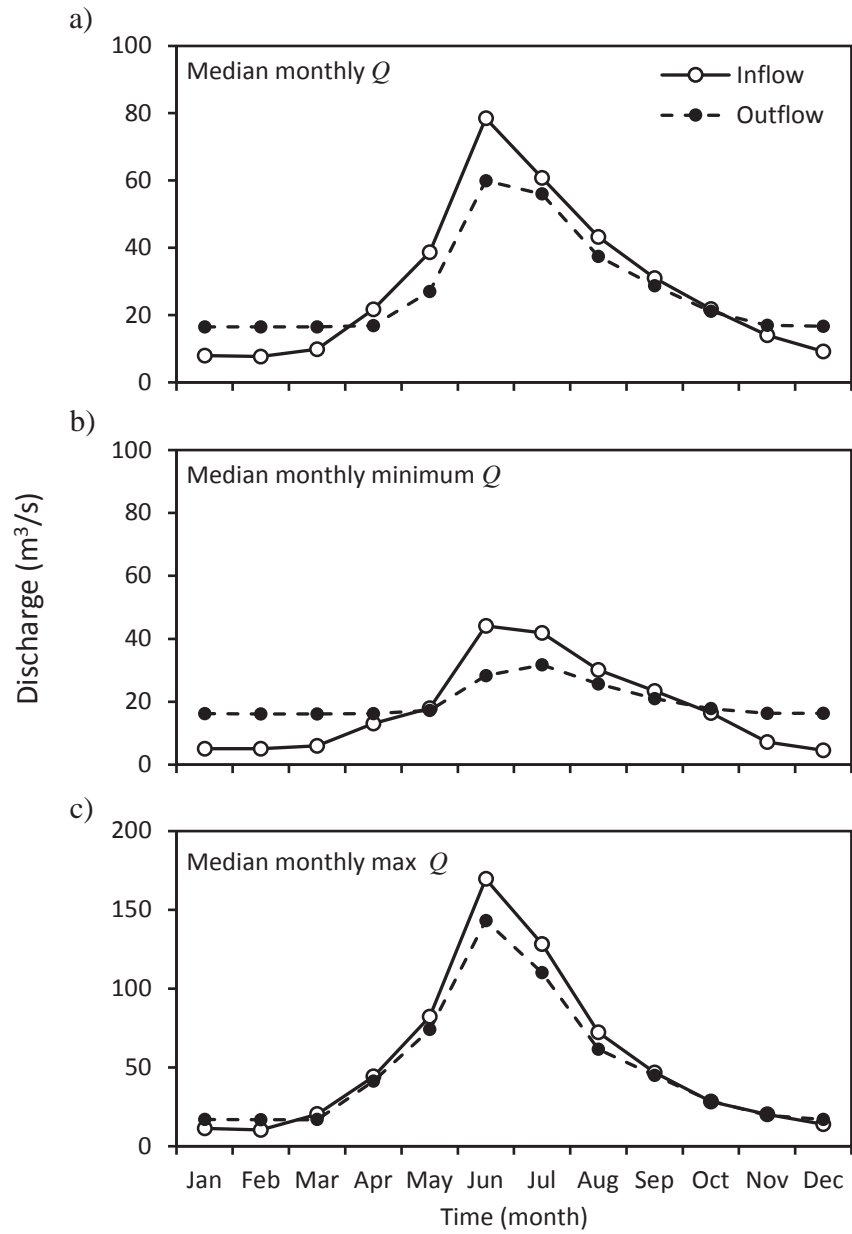 a)
100
80
60
40
20
0
Median monthly Q
Inflow
Outflow
b)
100
80
60
40
20
0
Median monthly minimum Q
Discharge (m³/s)
c)
200
150
100
50
0
Median monthly max Q
Jan Feb Mar Apr May Jun Jul Aug Sep Oct Nov Dec
Time (month)